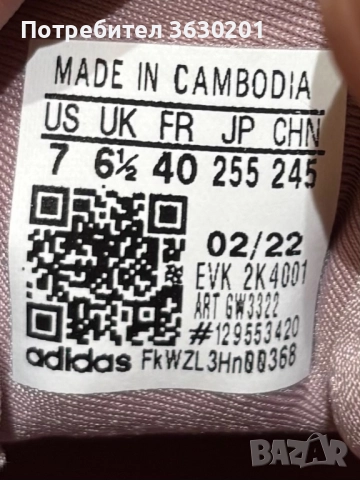 Потребител 3630201
MADE IN CAMBODIA
US UK FR JP CHN
7 6½ 40 255 245
02/22
EVK 2K4001
ART GW3322
#129553420
adidas FkWZL3Hn00368
BAZAR